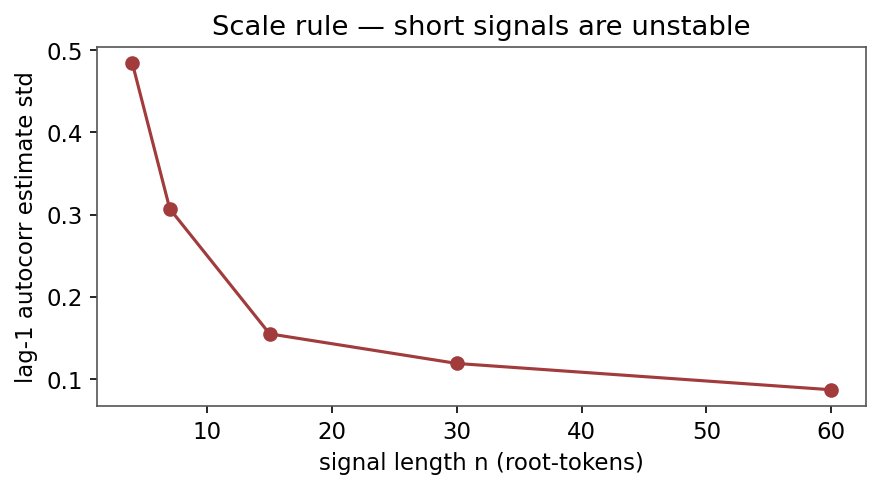 Scale rule — short signals are unstable
lag-1 autocorr estimate std
0.5
0.4
0.3
0.2
0.1
10 20 30 40 50 60
signal length n (root-tokens)